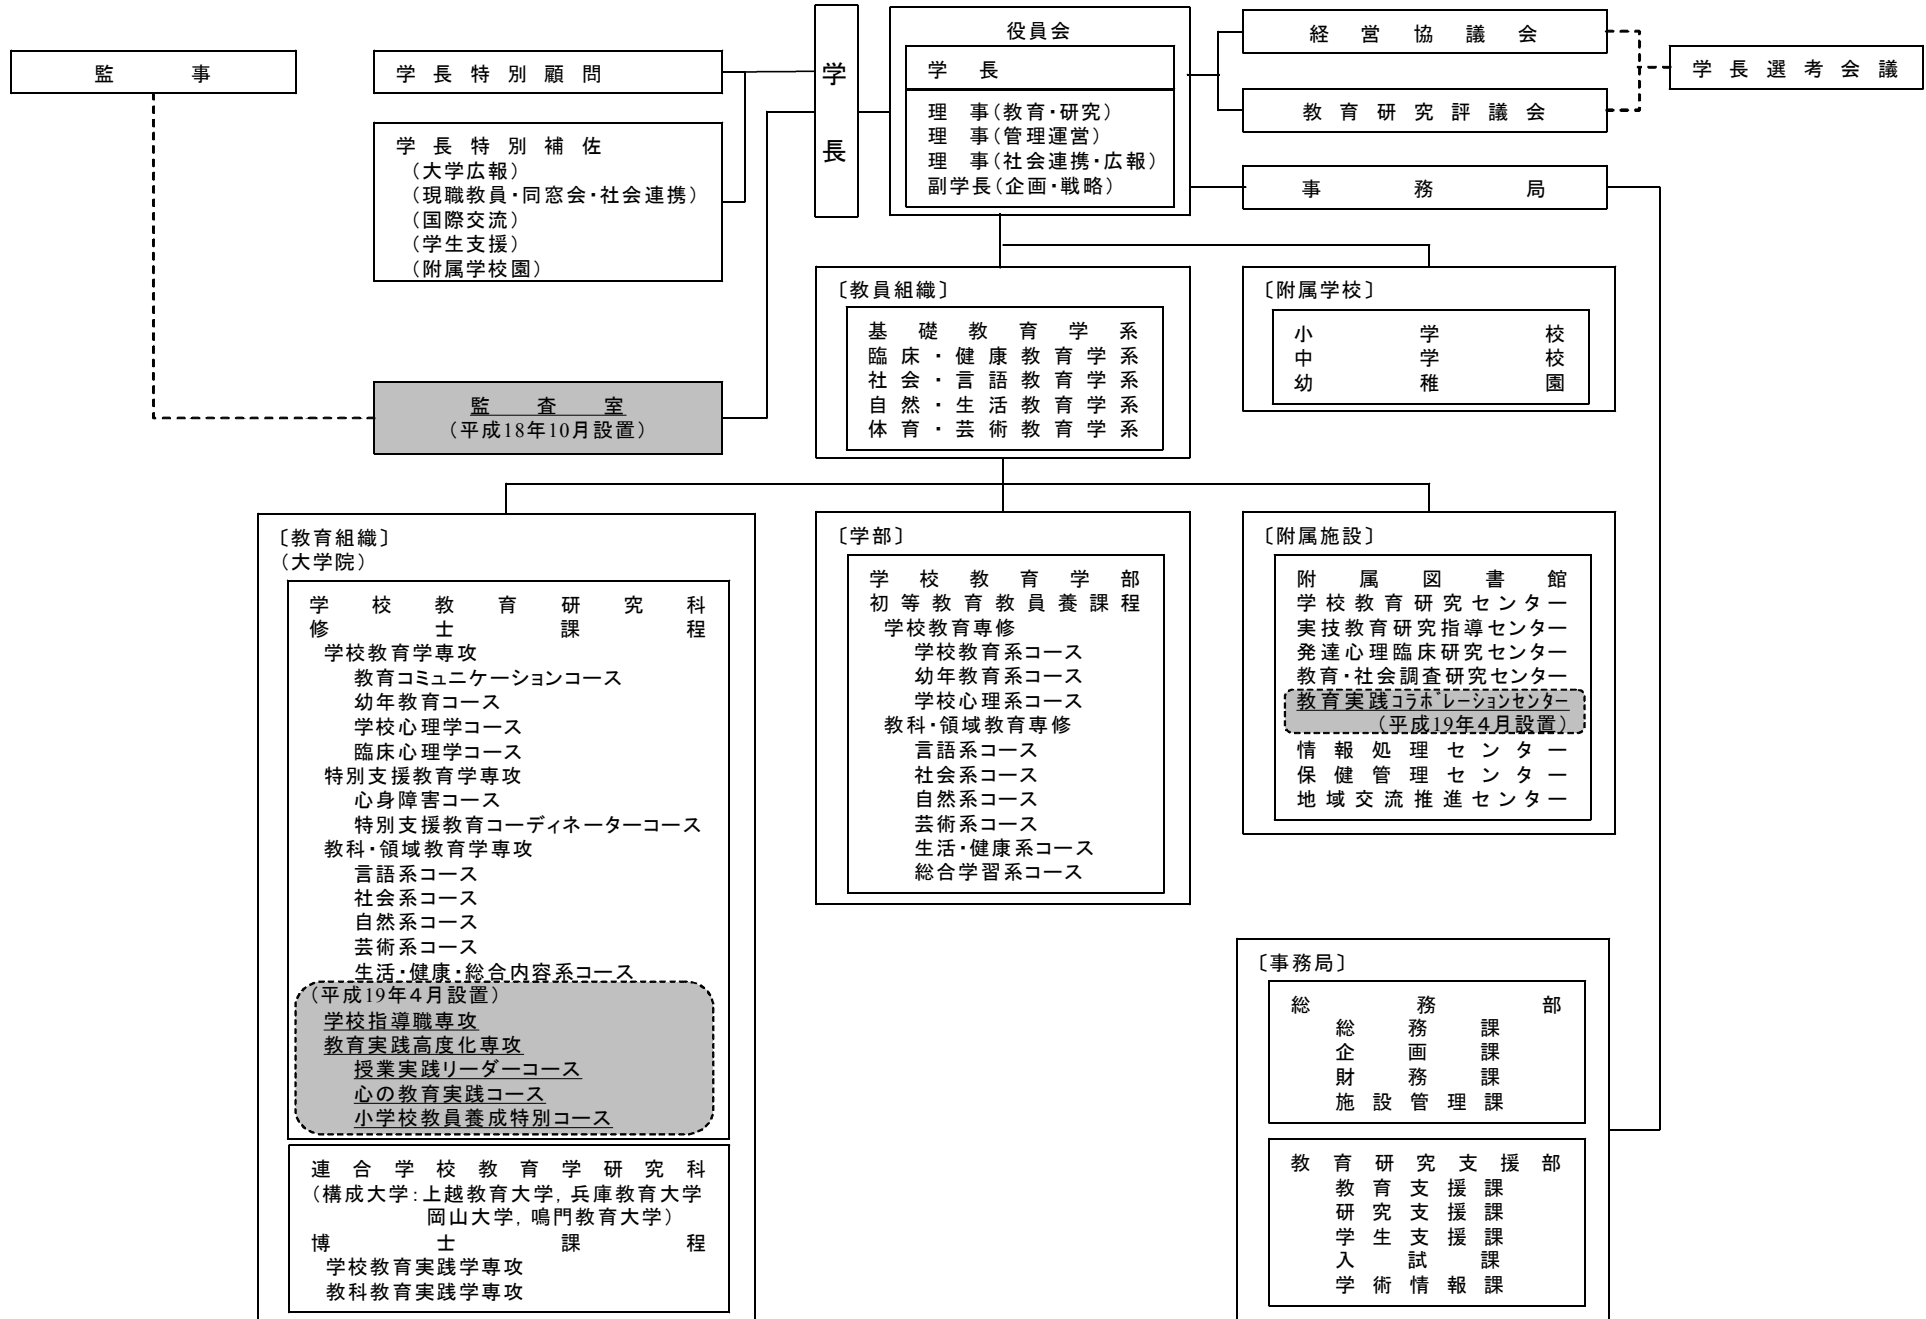 監事
学長特別顧問
学長特別補佐
（大学広報）
（現職教員・同窓会・社会連携）
（国際交流）
（学生支援）
（附属学校園）
監査室
（平成18年10月設置）
学長
役員会
学長
理事（教育・研究）
理事（管理運営）
理事（社会連携・広報）
副学長（企画・戦略）
経営協議会
教育研究評議会
学長選考会議
事務局
〔教員組織〕
基礎教育学系
臨床・健康教育学系
社会・言語教育学系
自然・生活教育学系
体育・芸術教育学系
〔附属学校〕
小学校
中学校
幼稚園
〔教育組織〕
（大学院）
学校教育研究科
修士課程
学校教育学専攻
教育コミュニケーションコース
幼年教育コース
学校心理学コース
臨床心理学コース
特別支援教育学専攻
心身障害コース
特別支援教育コーディネーターコース
教科・領域教育学専攻
言語系コース
社会系コース
自然系コース
芸術系コース
生活・健康・総合内容系コース
（平成19年４月設置）
学校指導職専攻
教育実践高度化専攻
授業実践リーダーコース
心の教育実践コース
小学校教員養成特別コース
連合学校教育学研究科
（構成大学：上越教育大学，兵庫教育大学
岡山大学，鳴門教育大学）
博士課程
学校教育実践学専攻
教科教育実践学専攻
〔学部〕
学校教育学部
初等教育教員養課程
学校教育専修
学校教育系コース
幼年教育系コース
学校心理系コース
教科・領域教育専修
言語系コース
社会系コース
自然系コース
芸術系コース
生活・健康系コース
総合学習系コース
〔附属施設〕
附属図書館
学校教育研究センター
実技教育研究指導センター
発達心理臨床研究センター
教育・社会調査研究センター
教育実践ｺﾗﾎﾞﾚｰｼｮﾝｾﾝﾀｰ
（平成19年４月設置）
情報処理センター
保健管理センター
地域交流推進センター
〔事務局〕
総務部
総務課
企画課
財務課
施設管理課
教育研究支援部
教育支援課
研究支援課
学生支援課
入試課
学術情報課